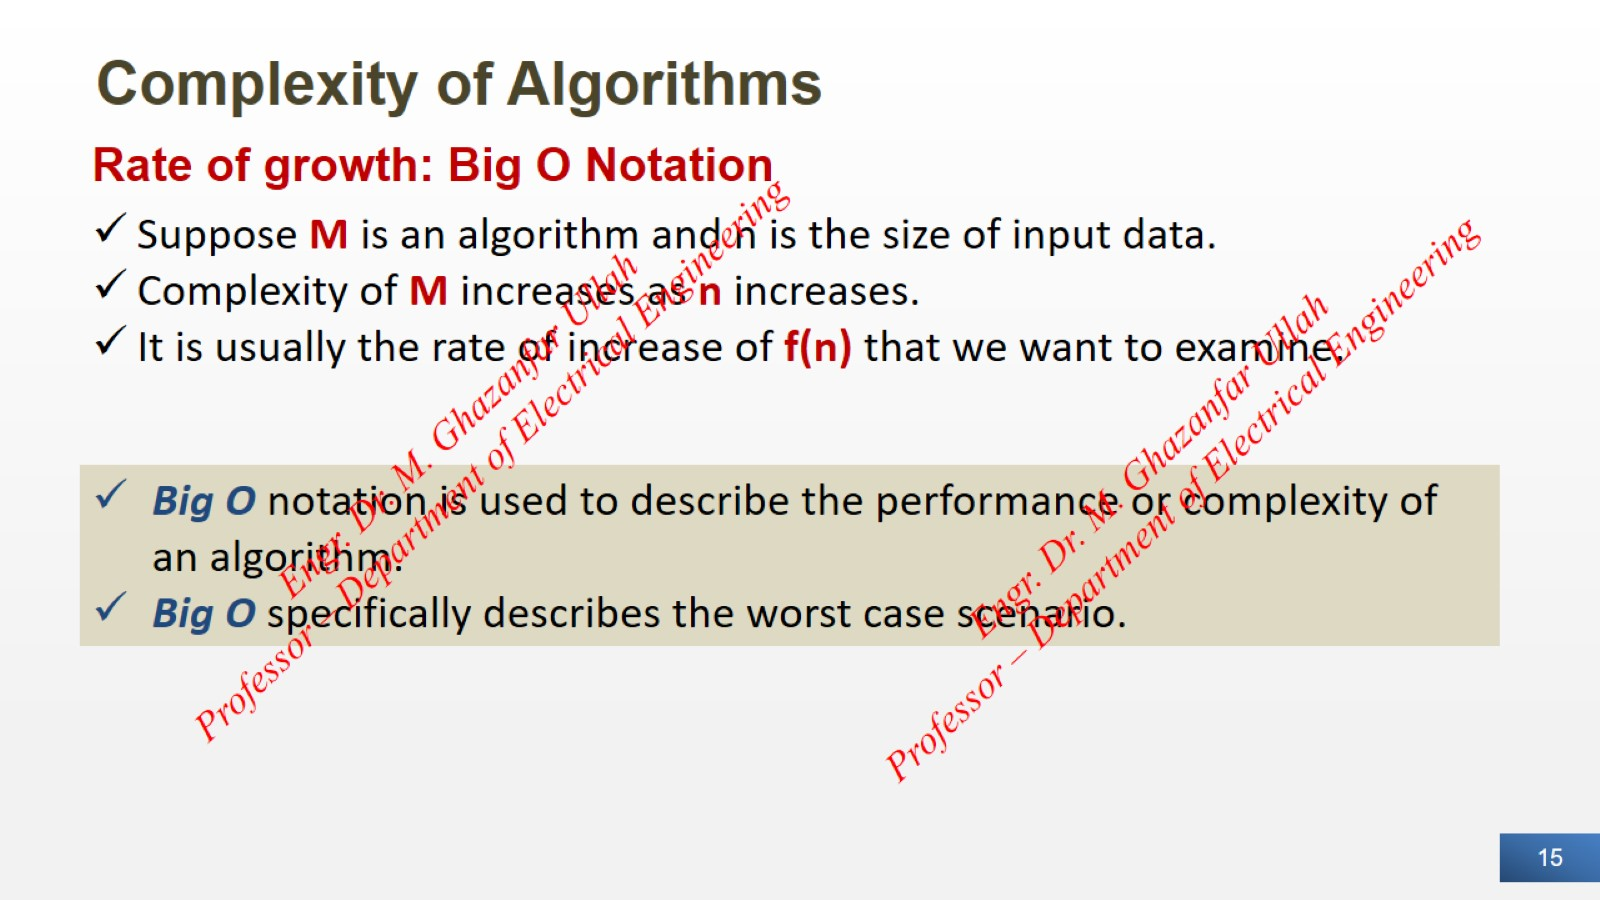 Complexity of Algorithms
Rate of growth: Big O Notation
✓ Suppose M is an algorithm and n is the size of input data.
✓ Complexity of M increases as n increases.
✓ It is usually the rate of increase of f(n) that we want to examine.
✓ Big O notation is used to describe the performance or complexity of
an algorithm.
✓ Big O specifically describes the worst case scenario.
Engr. Dr. M. Ghazanfar Ullah
Professor – Department of Electrical Engineering
Engr. Dr. M. Ghazanfar Ullah
Professor – Department of Electrical Engineering
15